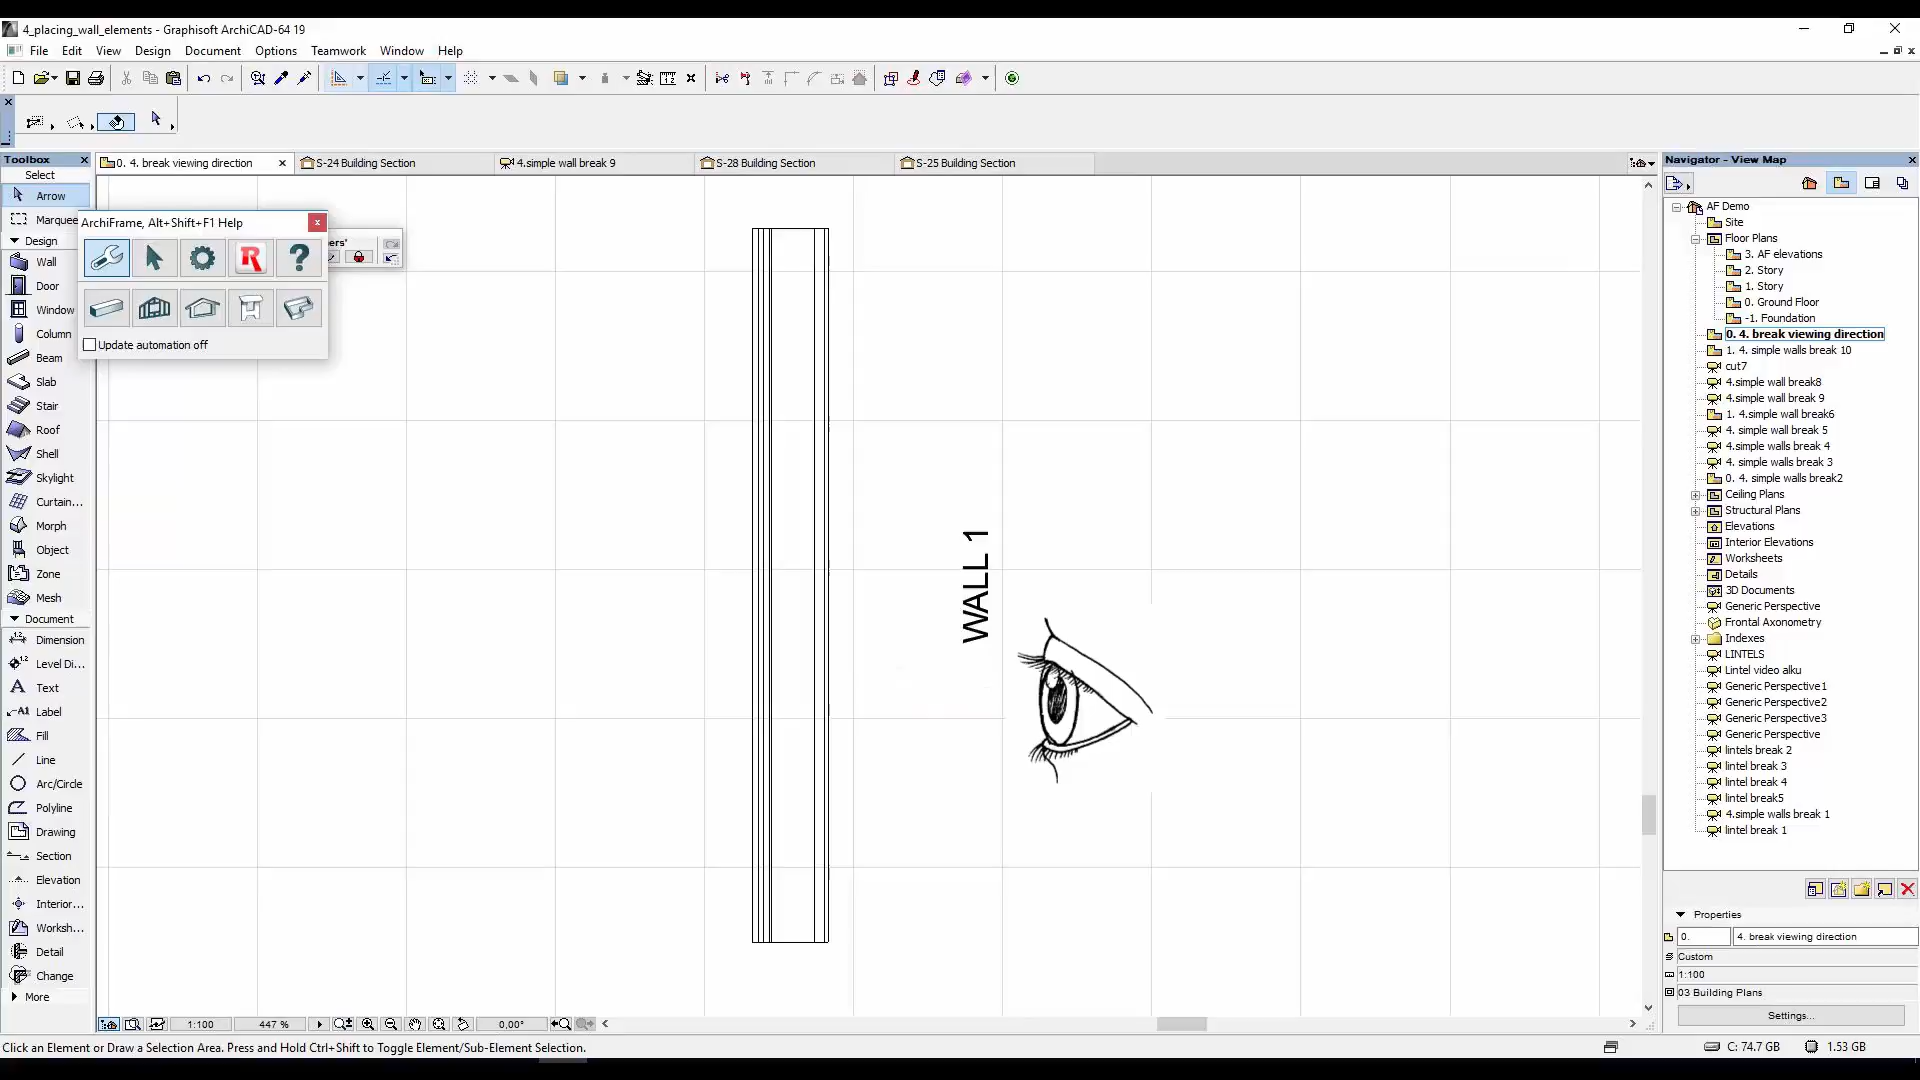 4_placing_wall_elements - Graphisoft ArchiCAD-64 19
File Edit View Design Document Options Teamwork Window Help
Toolbox
Select
Arrow
Marquee
Design
Wall
Door
Window
Column
Beam
Slab
Stair
Roof
Shell
Skylight
Curtain...
Morph
Object
Zone
Mesh
Document
Dimension
Level Di...
Text
Label
Fill
Line
Arc/Circle
Polyline
Drawing
Section
Elevation
Interior...
Worksh...
Detail
Change
More
0. 4. break viewing direction
S-24 Building Section
4.simple wall break 9
S-28 Building Section
S-25 Building Section
ArchiFrame, Alt+Shift+F1 Help
ers'
R
?
Update automation off
WALL 1
1:100
447 %
0,00°
Navigator - View Map
AF Demo
Site
Floor Plans
3. AF elevations
2. Story
1. Story
0. Ground Floor
-1. Foundation
0. 4. break viewing direction
1. 4. simple walls break 10
cut7
4.simple wall break8
4.simple wall break 9
1. 4.simple wall break6
4. simple wall break 5
4.simple walls break 4
4. simple walls break 3
0. 4. simple walls break2
Ceiling Plans
Structural Plans
Elevations
Interior Elevations
Worksheets
Details
3D Documents
Generic Perspective
Frontal Axonometry
Indexes
LINTELS
Lintel video alku
Generic Perspective1
Generic Perspective2
Generic Perspective3
Generic Perspective
lintels break 2
lintel break 3
lintel break 4
lintel break5
4.simple walls break 1
lintel break 1
Properties
0.
4. break viewing direction
Custom
1:100
03 Building Plans
Settings...
Click an Element or Draw a Selection Area. Press and Hold Ctrl+Shift to Toggle Element/Sub-Element Selection.
C: 74.7 GB
1.53 GB